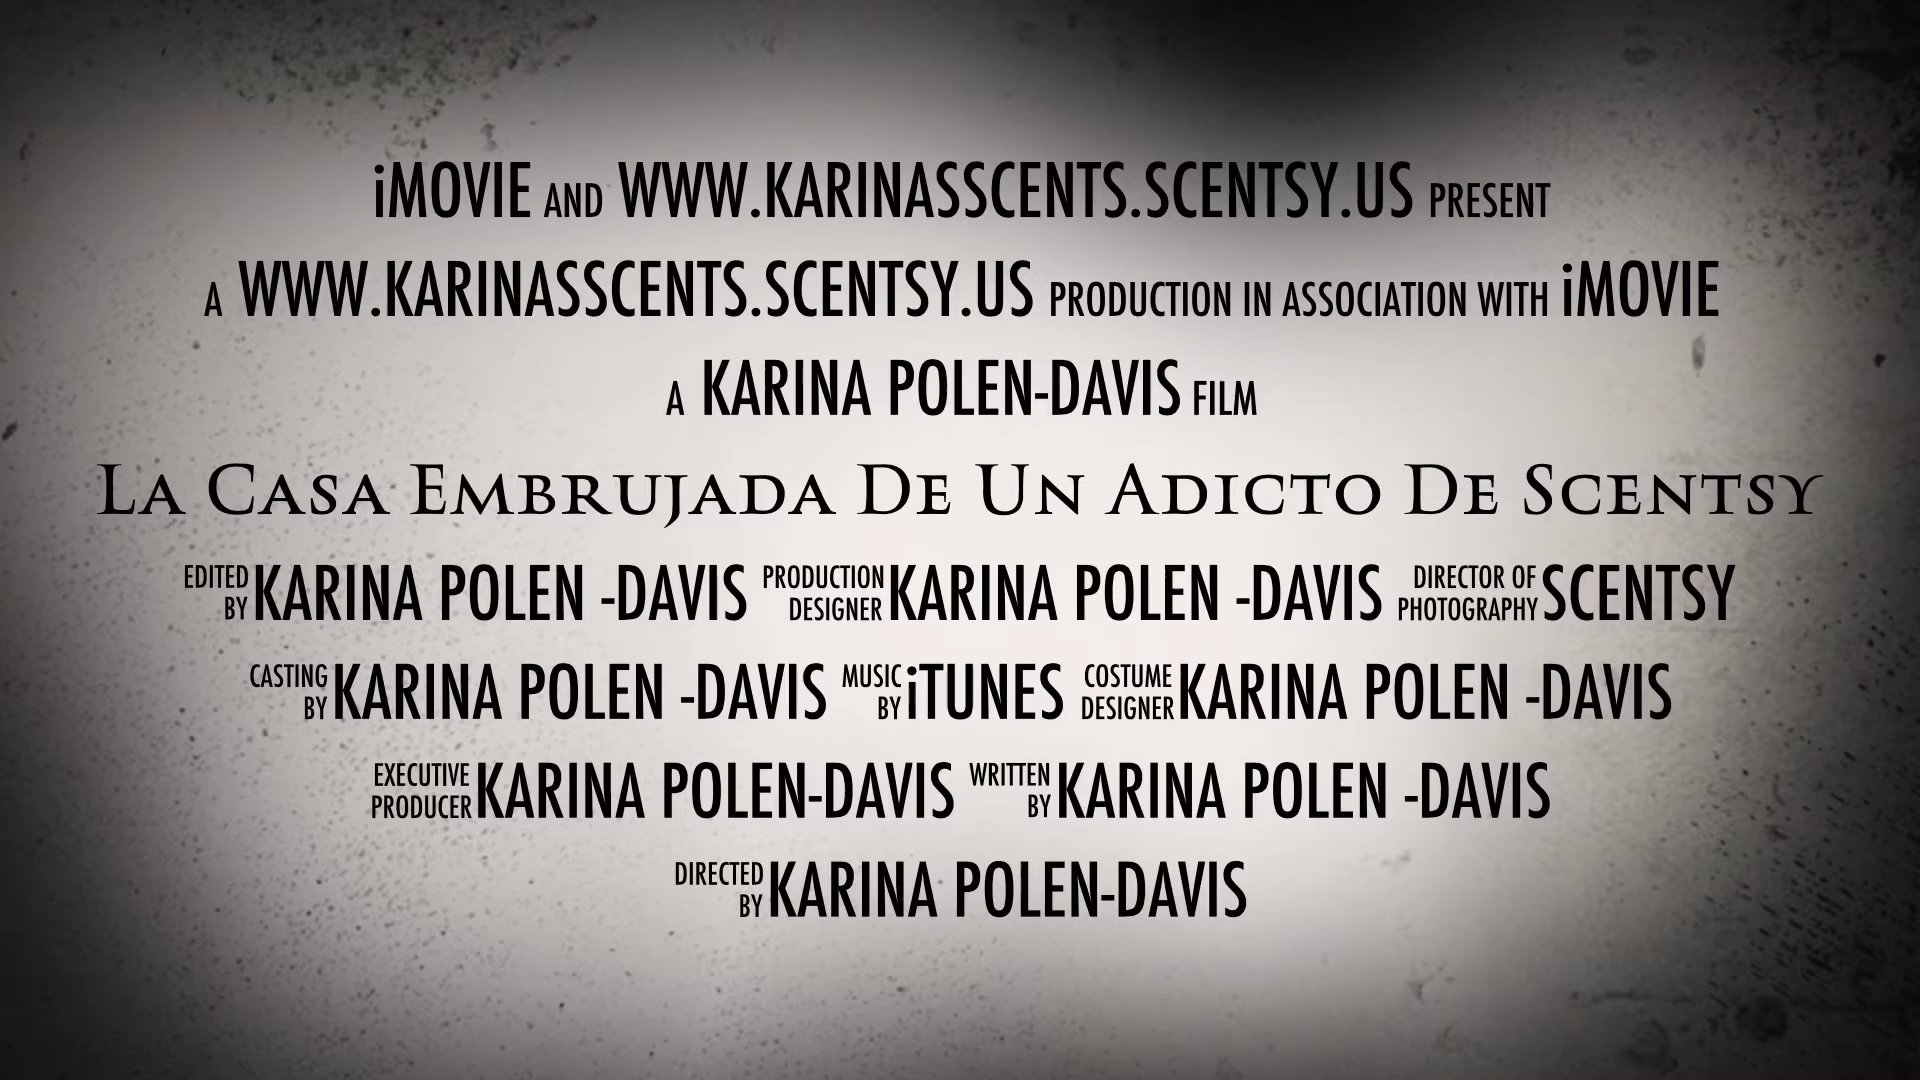 iMOVIE AND WWW.KARINASSCENTS.SCENTSY.US PRESENT
A WWW.KARINASSCENTS.SCENTSY.US PRODUCTION IN ASSOCIATION WITH iMOVIE
A KARINA POLEN-DAVIS FILM
La Casa Embrujada De Un Adicto De Scentsy
EDITED BY KARINA POLEN -DAVIS PRODUCTION DESIGNER KARINA POLEN -DAVIS DIRECTOR OF PHOTOGRAPHY SCENTSY
CASTING BY KARINA POLEN -DAVIS MUSIC BY iTUNES COSTUME DESIGNER KARINA POLEN -DAVIS
EXECUTIVE PRODUCER KARINA POLEN-DAVIS WRITTEN BY KARINA POLEN -DAVIS
DIRECTED BY KARINA POLEN-DAVIS